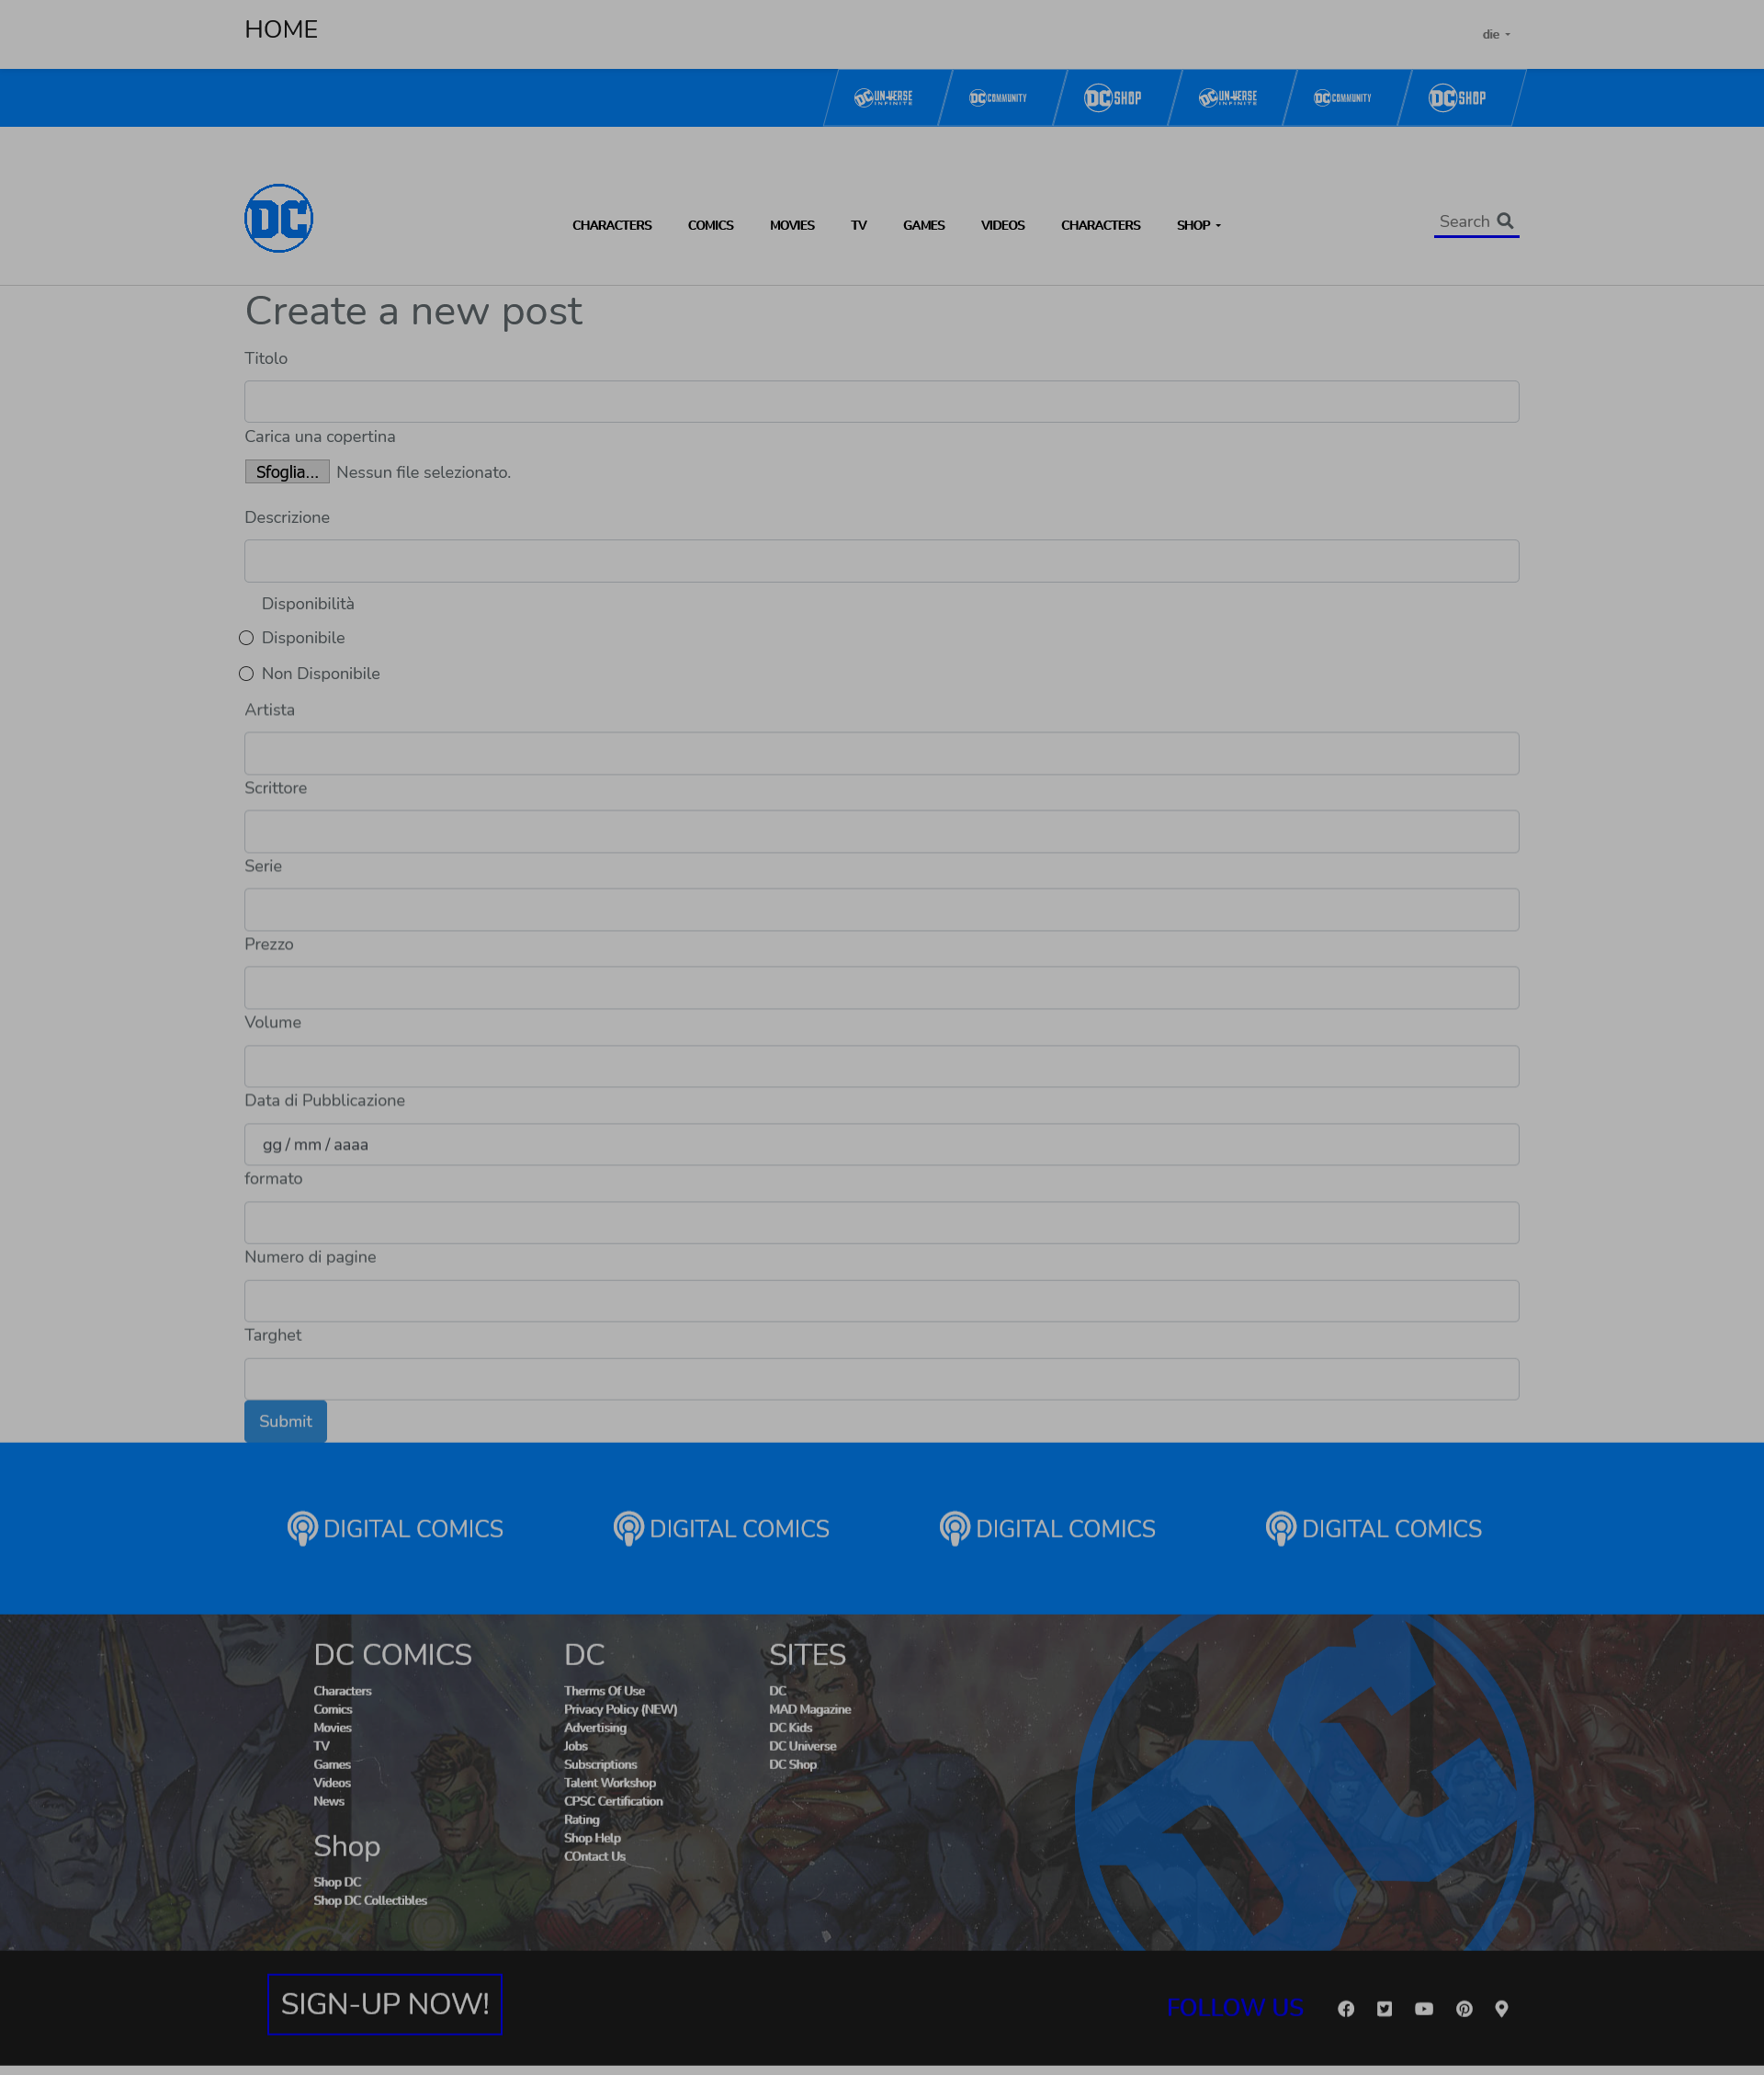 HOME
die
DC UNIVERSE INFINITE DC COMMUNITY DC SHOP DC UNIVERSE INFINITE DC COMMUNITY DC SHOP
DC CHARACTERS COMICS MOVIES TV GAMES VIDEOS CHARACTERS SHOP Search
Create a new post
Titolo
Carica una copertina
Sfoglia... Nessun file selezionato.
Descrizione
Disponibilità
Disponibile
Non Disponibile
Artista
Scrittore
Serie
Prezzo
Volume
Data di Pubblicazione
gg / mm / aaaa
formato
Numero di pagine
Targhet
Submit
DIGITAL COMICS DIGITAL COMICS DIGITAL COMICS DIGITAL COMICS
DC COMICS
Characters
Comics
Movies
TV
Games
Videos
News
Shop
Shop DC
Shop DC Collectibles
DC
Therms Of Use
Privacy Policy (NEW)
Advertising
Jobs
Subscriptions
Talent Workshop
CPSC Certification
Rating
Shop Help
COntact Us
SITES
DC
MAD Magazine
DC Kids
DC Universe
DC Shop
DC
SIGN-UP NOW!
FOLLOW US